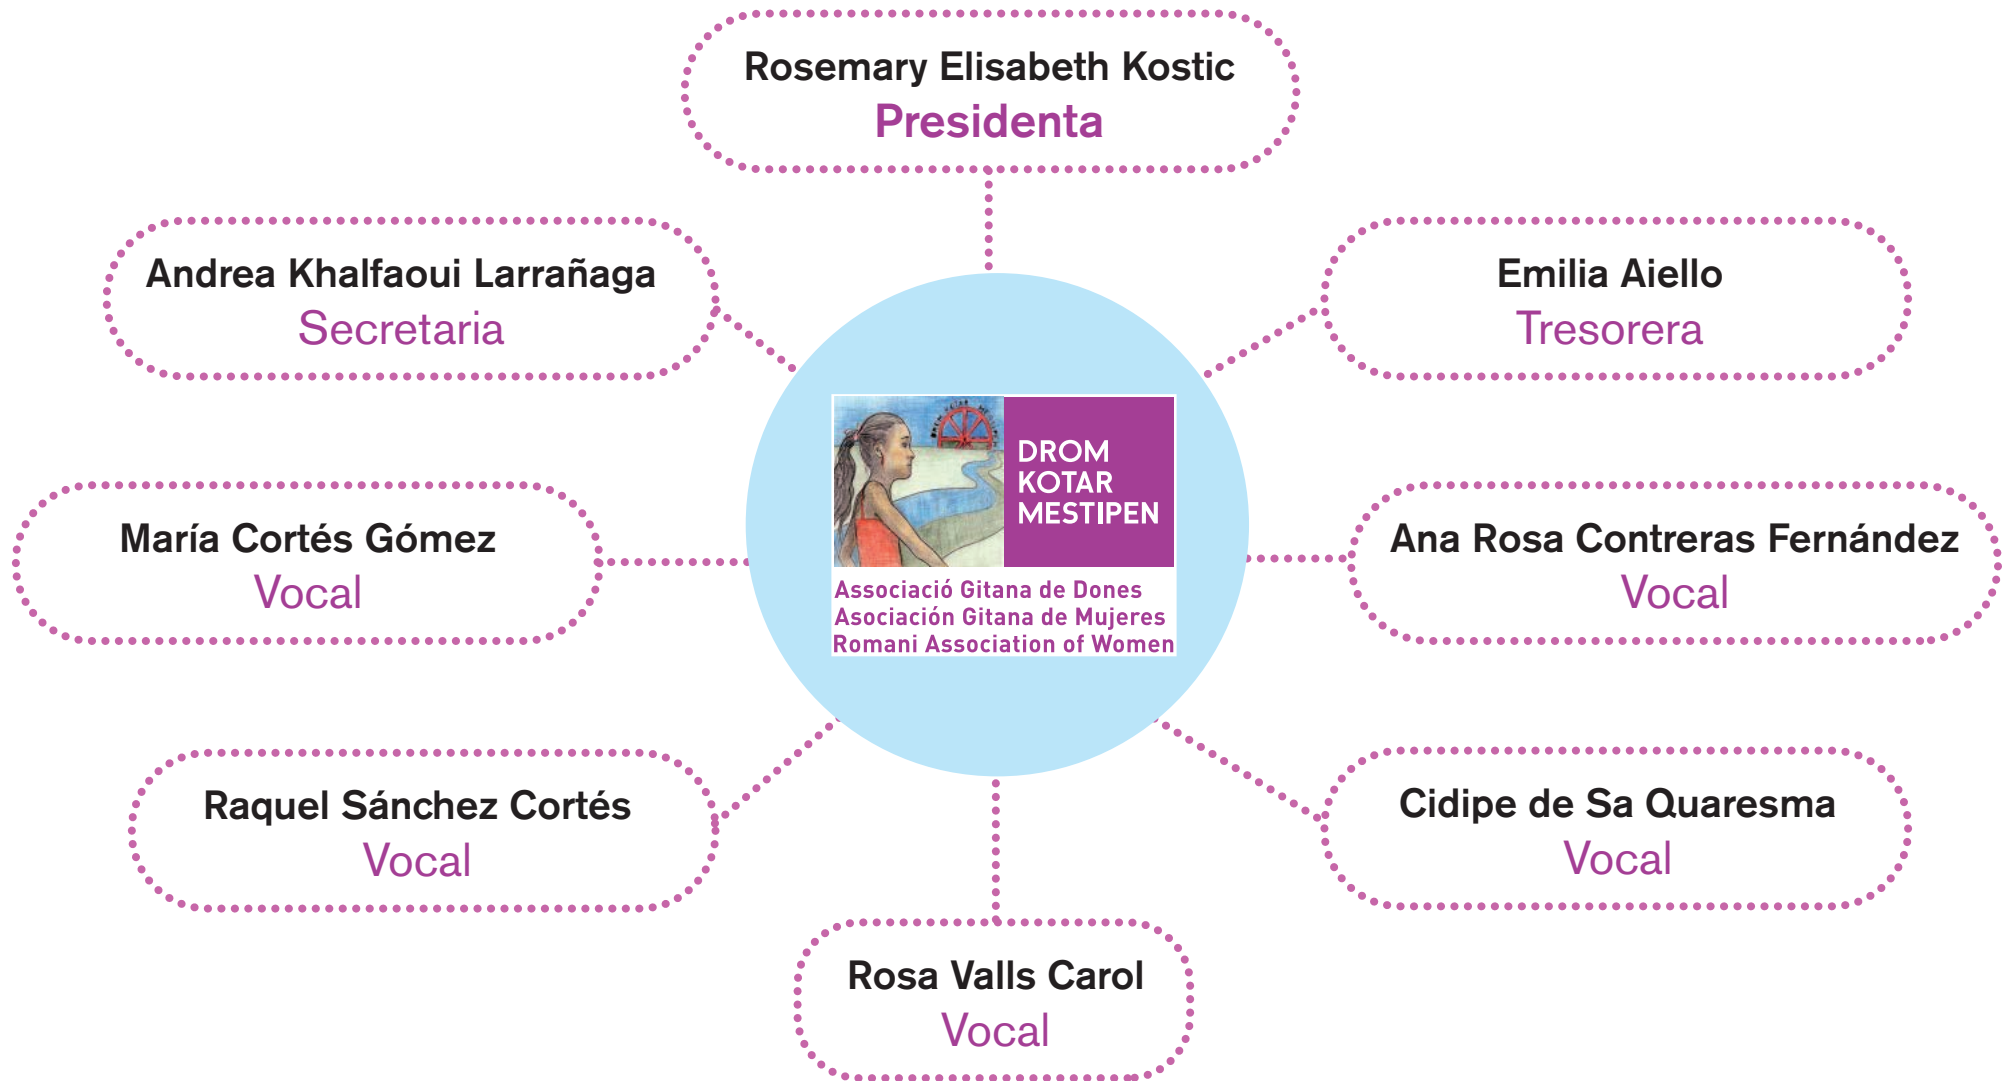 Rosemary Elisabeth Kostic
Presidenta
Andrea Khalfaoui Larrañaga
Secretaria
Emilia Aiello
Tresorera
DROM
KOTAR
MESTIPEN
Associació Gitana de Dones
Asociación Gitana de Mujeres
Romani Association of Women
María Cortés Gómez
Vocal
Ana Rosa Contreras Fernández
Vocal
Raquel Sánchez Cortés
Vocal
Cidipe de Sa Quaresma
Vocal
Rosa Valls Carol
Vocal